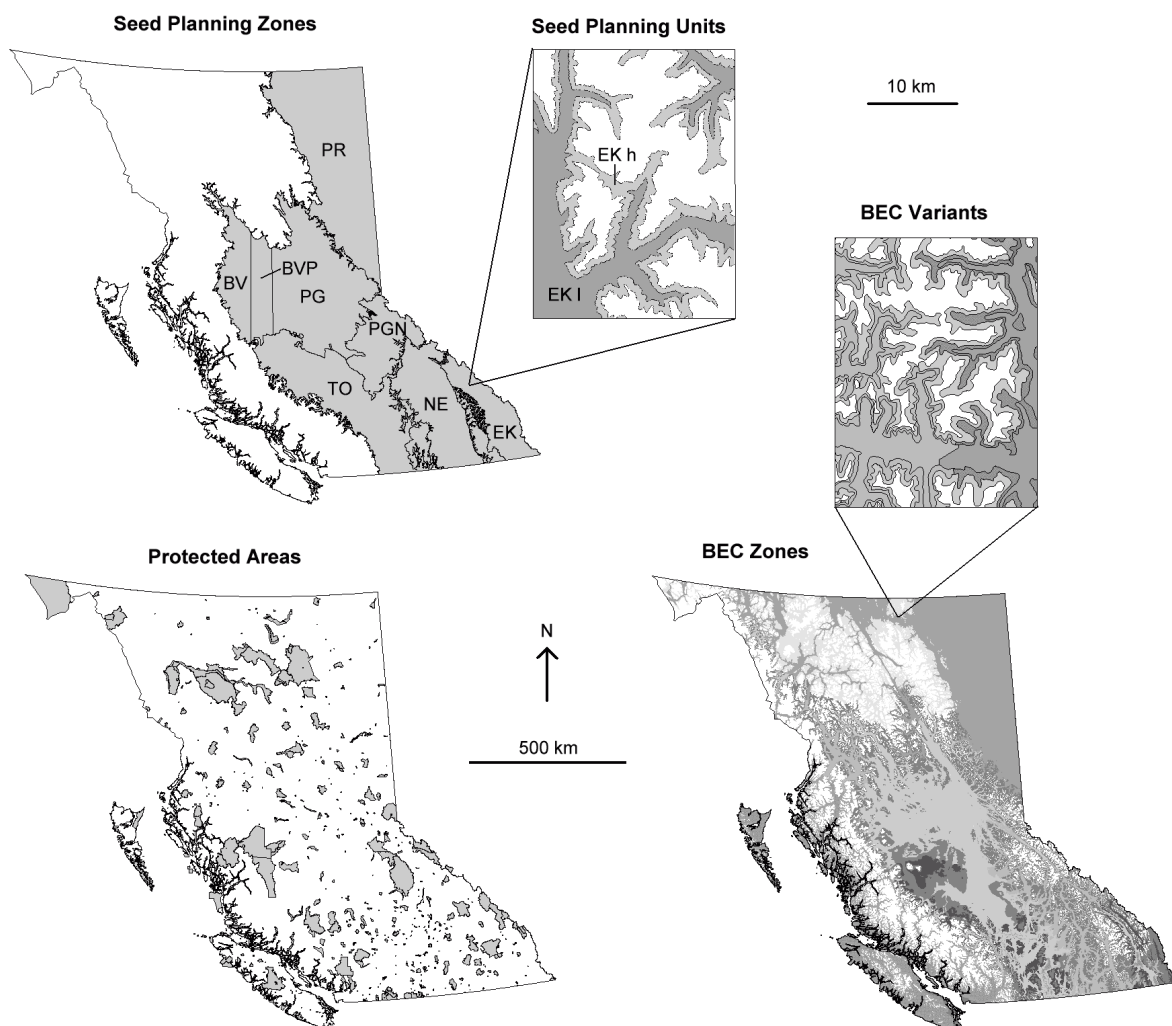 Seed Planning Zones
Seed Planning Units
10 km
PR
EK h
BEC Variants
BV
BVP
PG
EK l
PGN
TO
NE
EK
Protected Areas
BEC Zones
N
500 km